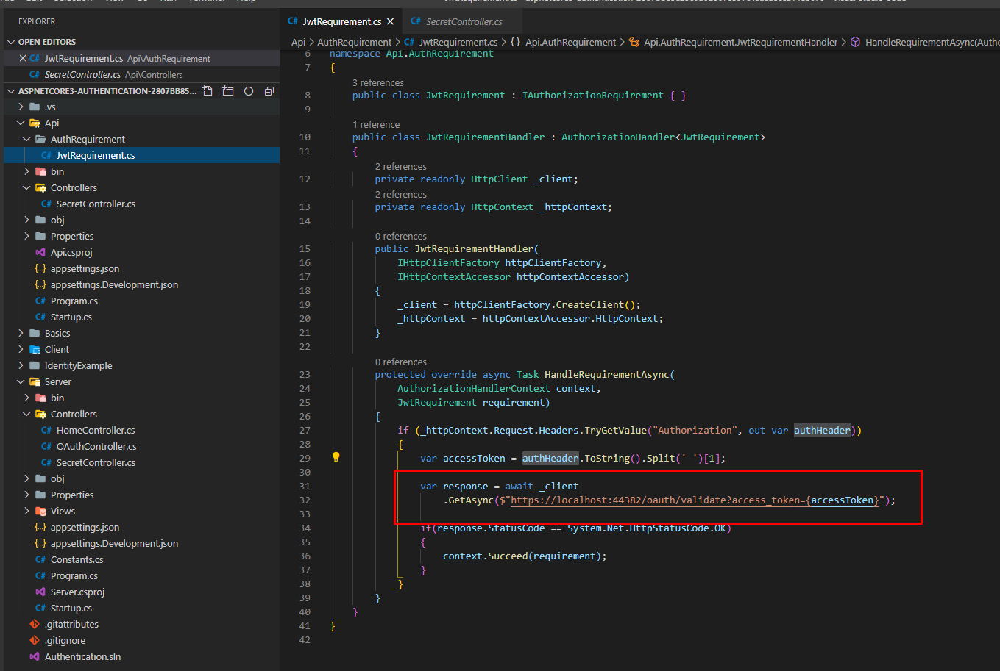 EXPLORER
OPEN EDITORS
JwtRequirement.cs Api\AuthRequirement
SecretController.cs Api\Controllers
ASPNETCORE3-AUTHENTICATION-2807BB85...
.vs
Api
AuthRequirement
JwtRequirement.cs
bin
Controllers
SecretController.cs
obj
Properties
Api.csproj
appsettings.json
appsettings.Development.json
Program.cs
Startup.cs
Basics
Client
IdentityExample
Server
bin
Controllers
HomeController.cs
OAuthController.cs
SecretController.cs
obj
Properties
Views
appsettings.json
appsettings.Development.json
Constants.cs
Program.cs
Server.csproj
Startup.cs
.gitattributes
.gitignore
Authentication.sln
JwtRequirement.cs SecretController.cs
Api > AuthRequirement > JwtRequirement.cs > {} Api.AuthRequirement > Api.AuthRequirement.JwtRequirementHandler > HandleRequirementAsync(Autho
6 namespace Api.AuthRequirement
7 {
3 references
8 public class JwtRequirement : IAuthorizationRequirement { }
9
1 reference
10 public class JwtRequirementHandler : AuthorizationHandler<JwtRequirement>
11 {
2 references
12 private readonly HttpClient _client;
2 references
13 private readonly HttpContext _httpContext;
14
0 references
15 public JwtRequirementHandler(
16 IHttpClientFactory httpClientFactory,
17 IHttpContextAccessor httpContextAccessor)
18 {
19 _client = httpClientFactory.CreateClient();
20 _httpContext = httpContextAccessor.HttpContext;
21 }
22
0 references
23 protected override async Task HandleRequirementAsync(
24 AuthorizationHandlerContext context,
25 JwtRequirement requirement)
26 {
27 if (_httpContext.Request.Headers.TryGetValue("Authorization", out var authHeader))
28 {
29 var accessToken = authHeader.ToString().Split(' ')[1];
30
31 var response = await _client
32 .GetAsync($"https://localhost:44382/oauth/validate?access_token={accessToken}");
33
34 if(response.StatusCode == System.Net.HttpStatusCode.OK)
35 {
36 context.Succeed(requirement);
37 }
38 }
39 }
40 }
41 }
42